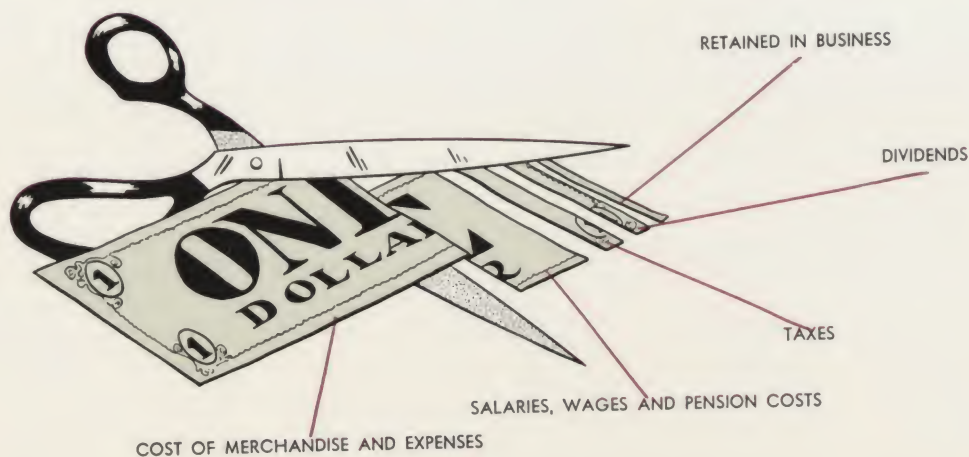 RETAINED IN BUSINESS
DIVIDENDS
1
ONE
DOLLAR
1
TAXES
SALARIES, WAGES AND PENSION COSTS
COST OF MERCHANDISE AND EXPENSES